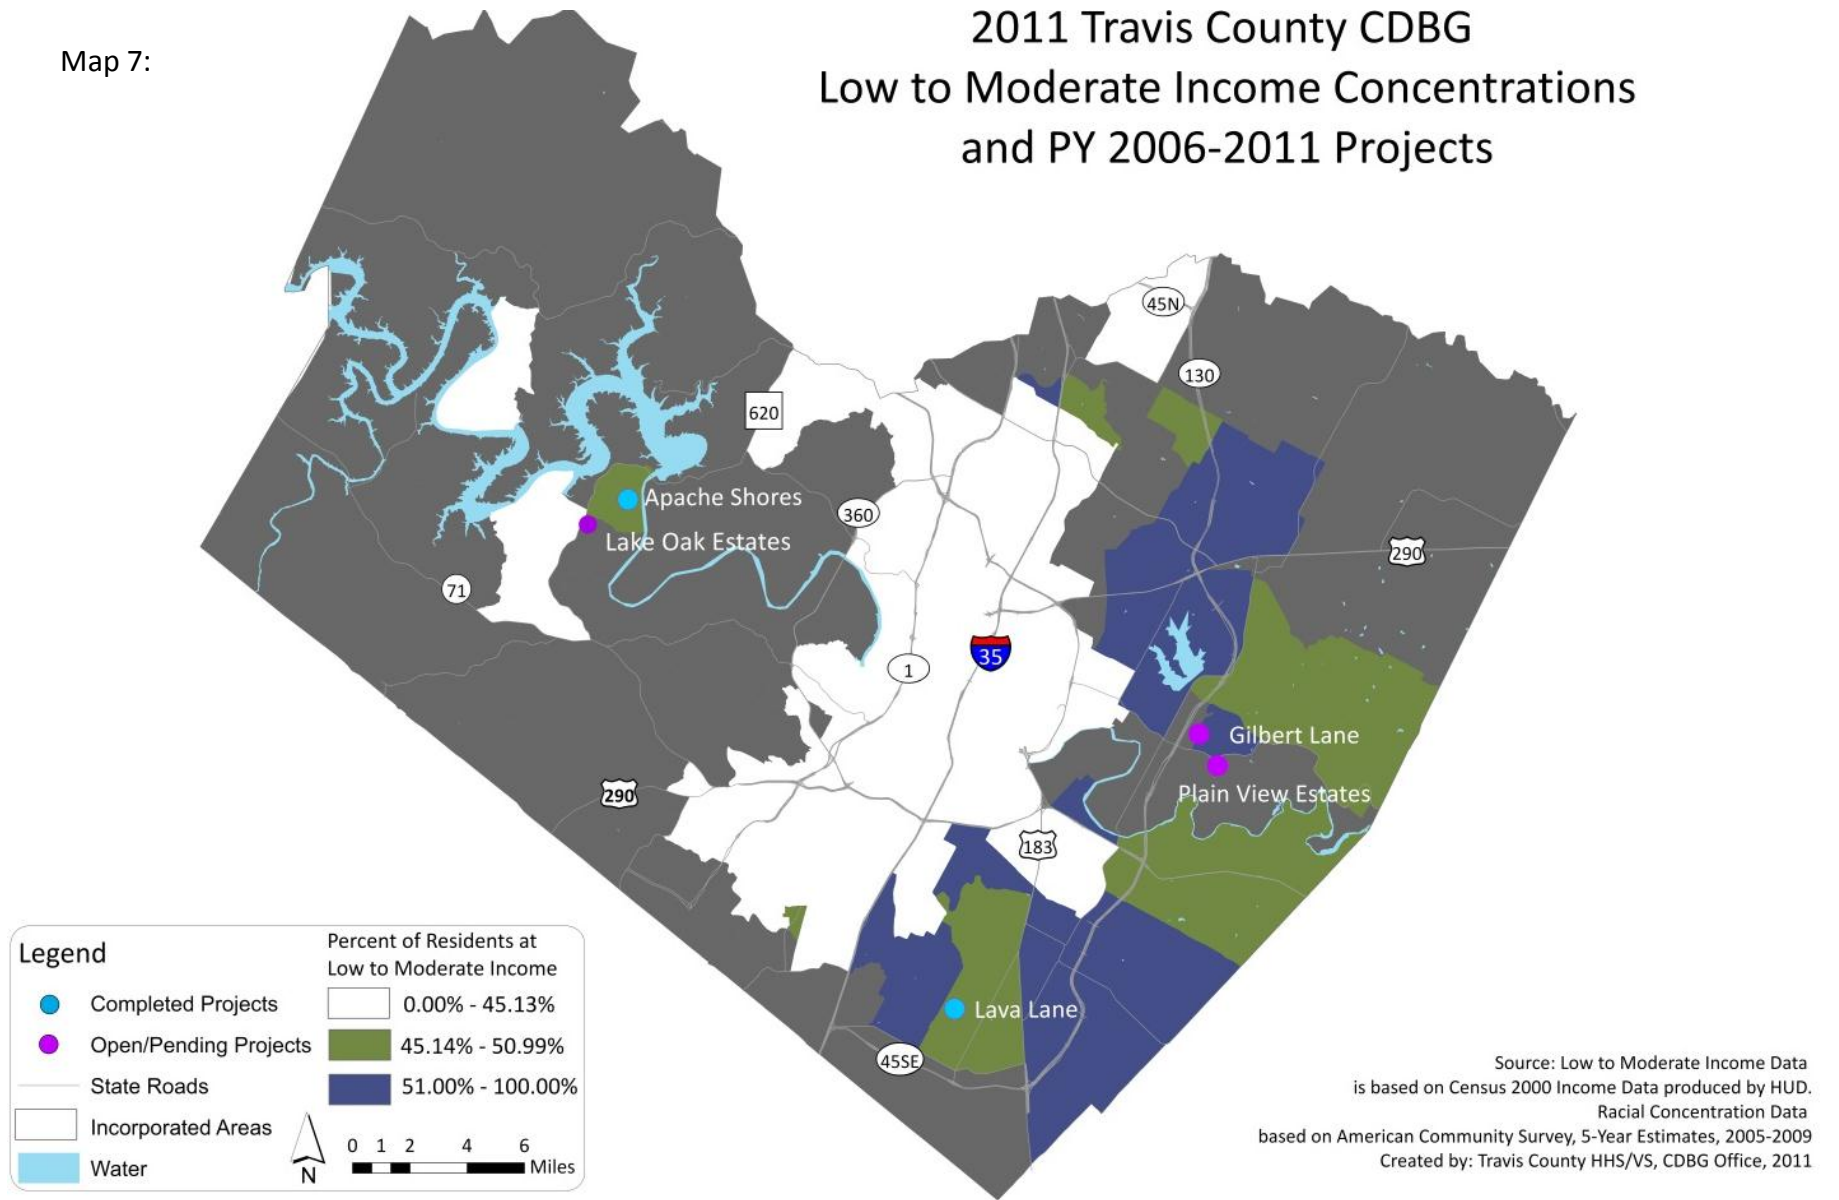 Map 7:
2011 Travis County CDBG
Low to Moderate Income Concentrations
and PY 2006-2011 Projects
45N
130
620
Apache Shores
360
Lake Oak Estates
290
71
1
35
Gilbert Lane
290
Plain View Estates
183
Lava Lane
45SE
Legend
Completed Projects
Open/Pending Projects
State Roads
Incorporated Areas
Water
Percent of Residents at
Low to Moderate Income
0.00% - 45.13%
45.14% - 50.99%
51.00% - 100.00%
N
0 1 2 4 6
Miles
Source: Low to Moderate Income Data
is based on Census 2000 Income Data produced by HUD.
Racial Concentration Data
based on American Community Survey, 5-Year Estimates, 2005-2009
Created by: Travis County HHS/VS, CDBG Office, 2011